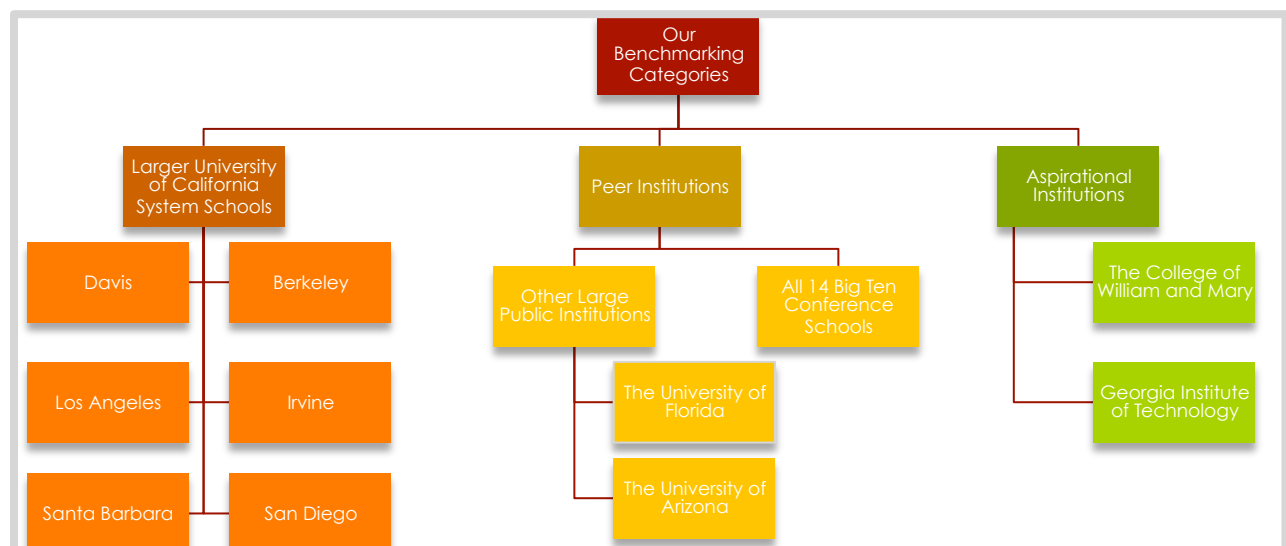 Our
Benchmarking
Categories
Larger University
of California
System Schools
Peer Institutions
Aspirational
Institutions
Davis
Berkeley
Other Large
Public Institutions
All 14 Big Ten
Conference
Schools
The College of
William and Mary
Los Angeles
Irvine
The University of
Florida
Georgia Institute
of Technology
Santa Barbara
San Diego
The University of
Arizona